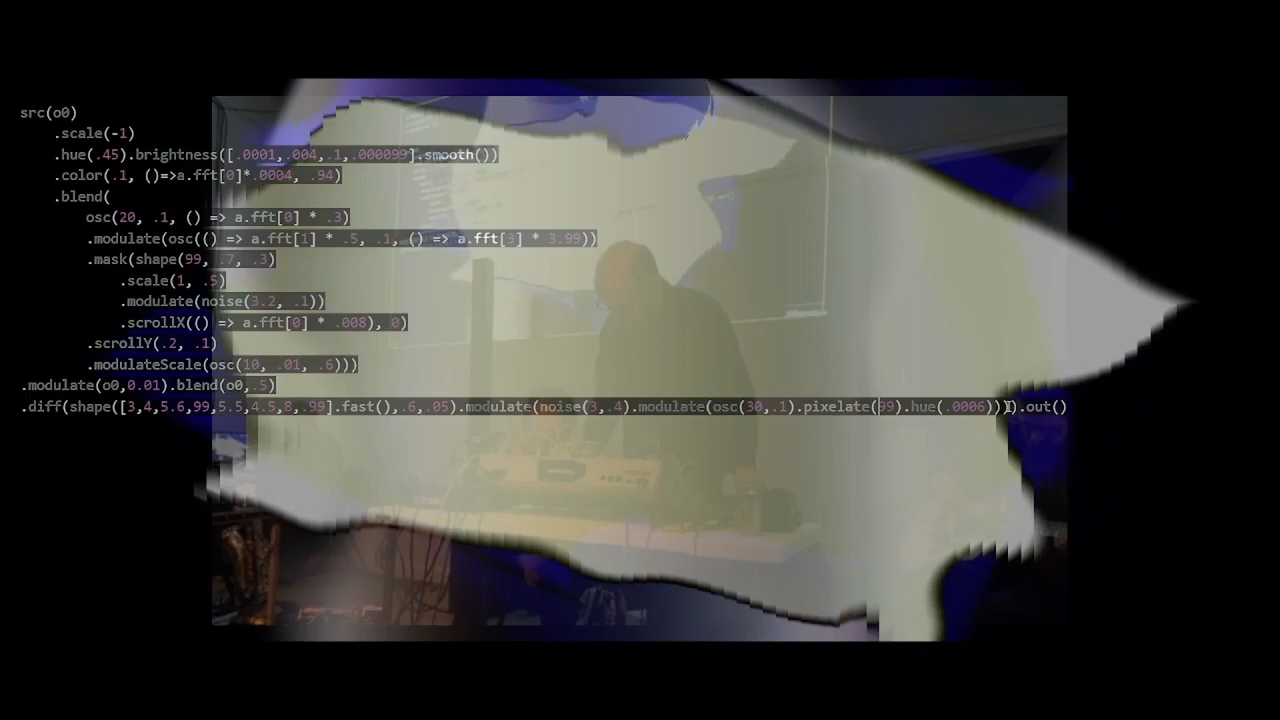 src(o0)
.scale(-1)
.hue(.45).brightness([.0001,.004,.1,.000099].smooth())
.color(.1, ()=>a.fft[0]*.0004, .94)
.blend(
osc(20, .1, () => a.fft[0] * .3)
.modulate(osc(() => a.fft[1] * .5, .1, () => a.fft[3] * 3.99))
.mask(shape(99, .7, .3)
.scale(1, .5)
.modulate(noise(3.2, .1))
.scrollX(() => a.fft[0] * .008), 0)
.scrollY(.2, .1)
.modulateScale(osc(10, .01, .6)))
.modulate(o0,0.01).blend(o0,.5)
.diff(shape([3,4,5.6,99,5.5,4.5,8,.99].fast(),.6,.05).modulate(noise(3,.4).modulate(osc(30,.1).pixelate(99).hue(.0006)))).out()